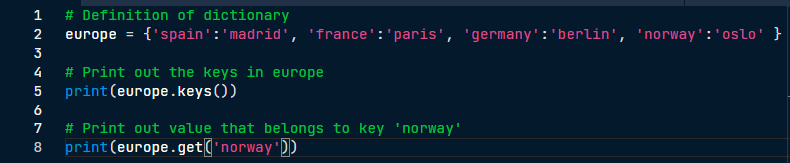 1 # Definition of dictionary
2 europe = {'spain':'madrid', 'france':'paris', 'germany':'berlin', 'norway':'oslo' }
3
4 # Print out the keys in europe
5 print(europe.keys())
6
7 # Print out value that belongs to key 'norway'
8 print(europe.get('norway'))